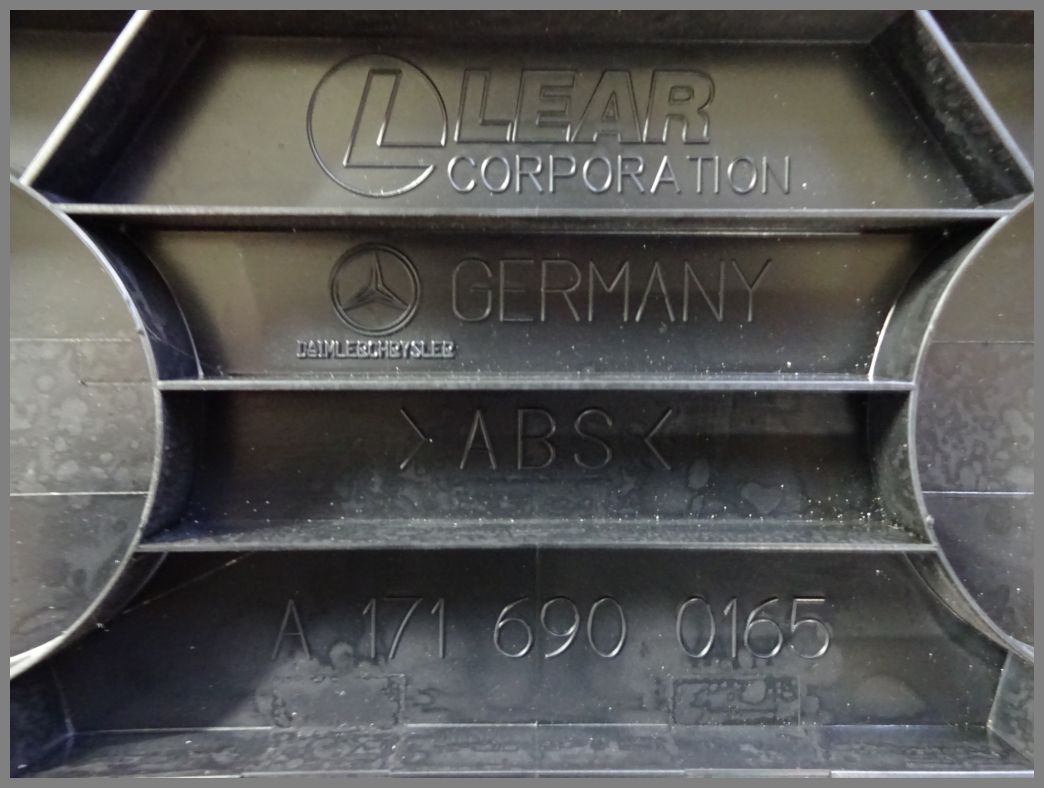 LEAR
CORPORATION
GERMANY
DAIMLERCHRYSLER
>ABS<
A 171 690 0165